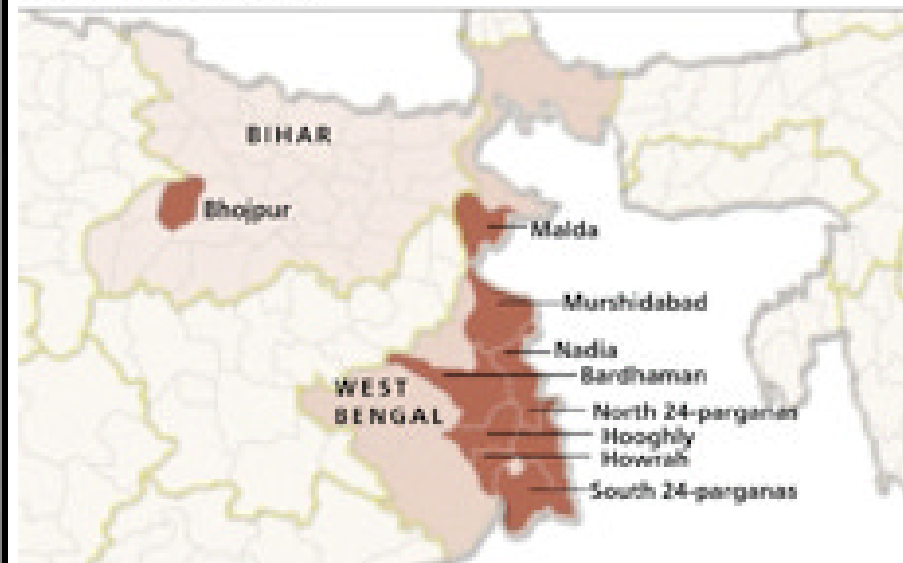 BIHAR
Bhojpur
Malda
Murshidabad
Nadia
Bardhaman
WEST
BENGAL
North 24-parganas
Hooghly
Howrah
South 24-parganas